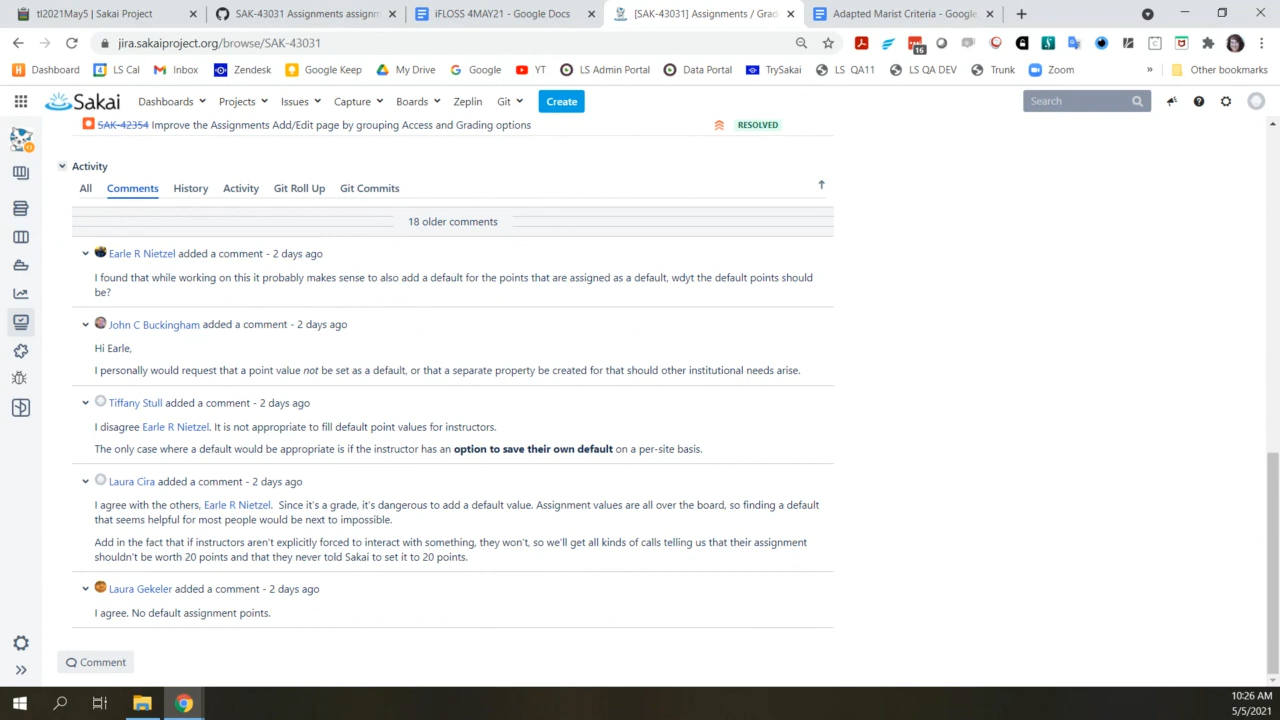 tl2021May5 | Sakai Project
SAK-43031 Assignments assignm
iFLOSS 4MAY21 - Google Docs
[SAK-43031] Assignments / Grad
Adapted Marist Criteria - Google
jira.sakaiproject.org/browse/SAK-43031
16
Dashboard LS Cal Inbox Zendesk Google Keep My Drive Google YT LS Admin Portal Data Portal TrySakai LS QA11 LS QA DEV Trunk Zoom » Other bookmarks
Sakai Dashboards Projects Issues Capture Boards Zeplin Git Create Search
SAK-42354 Improve the Assignments Add/Edit page by grouping Access and Grading options RESOLVED
Activity
All Comments History Activity Git Roll Up Git Commits
18 older comments
Earle R Nietzel added a comment - 2 days ago
I found that while working on this it probably makes sense to also add a default for the points that are assigned as a default, wdyt the default points should
be?
John C Buckingham added a comment - 2 days ago
Hi Earle,
I personally would request that a point value not be set as a default, or that a separate property be created for that should other institutional needs arise.
Tiffany Stull added a comment - 2 days ago
I disagree Earle R Nietzel. It is not appropriate to fill default point values for instructors.
The only case where a default would be appropriate is if the instructor has an option to save their own default on a per-site basis.
Laura Cira added a comment - 2 days ago
I agree with the others, Earle R Nietzel. Since it's a grade, it's dangerous to add a default value. Assignment values are all over the board, so finding a default
that seems helpful for most people would be next to impossible.
Add in the fact that if instructors aren't explicitly forced to interact with something, they won't, so we'll get all kinds of calls telling us that their assignment
shouldn't be worth 20 points and that they never told Sakai to set it to 20 points.
Laura Gekeler added a comment - 2 days ago
I agree. No default assignment points.
Comment
10:26 AM
5/5/2021